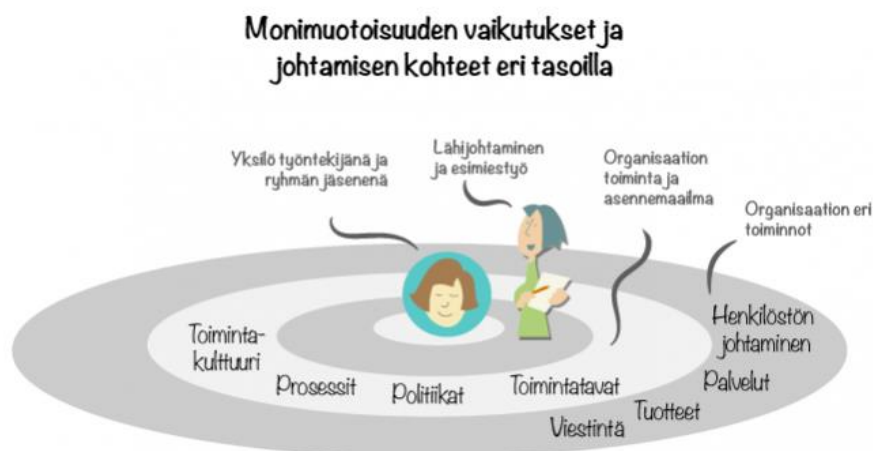 Monimuotoisuuden vaikutukset ja
johtamisen kohteet eri tasoilla
Yksilö työntekijänä ja
ryhmän jäsenenä
Lähijohtaminen
ja esimiestyö
Organisaation
toiminta ja
asennemaailma
Organisaation eri
toiminnot
Toiminta-
kulttuuri
Prosessit
Politiikat
Toimintatavat
Henkilöstön
johtaminen
Palvelut
Tuotteet
Viestintä